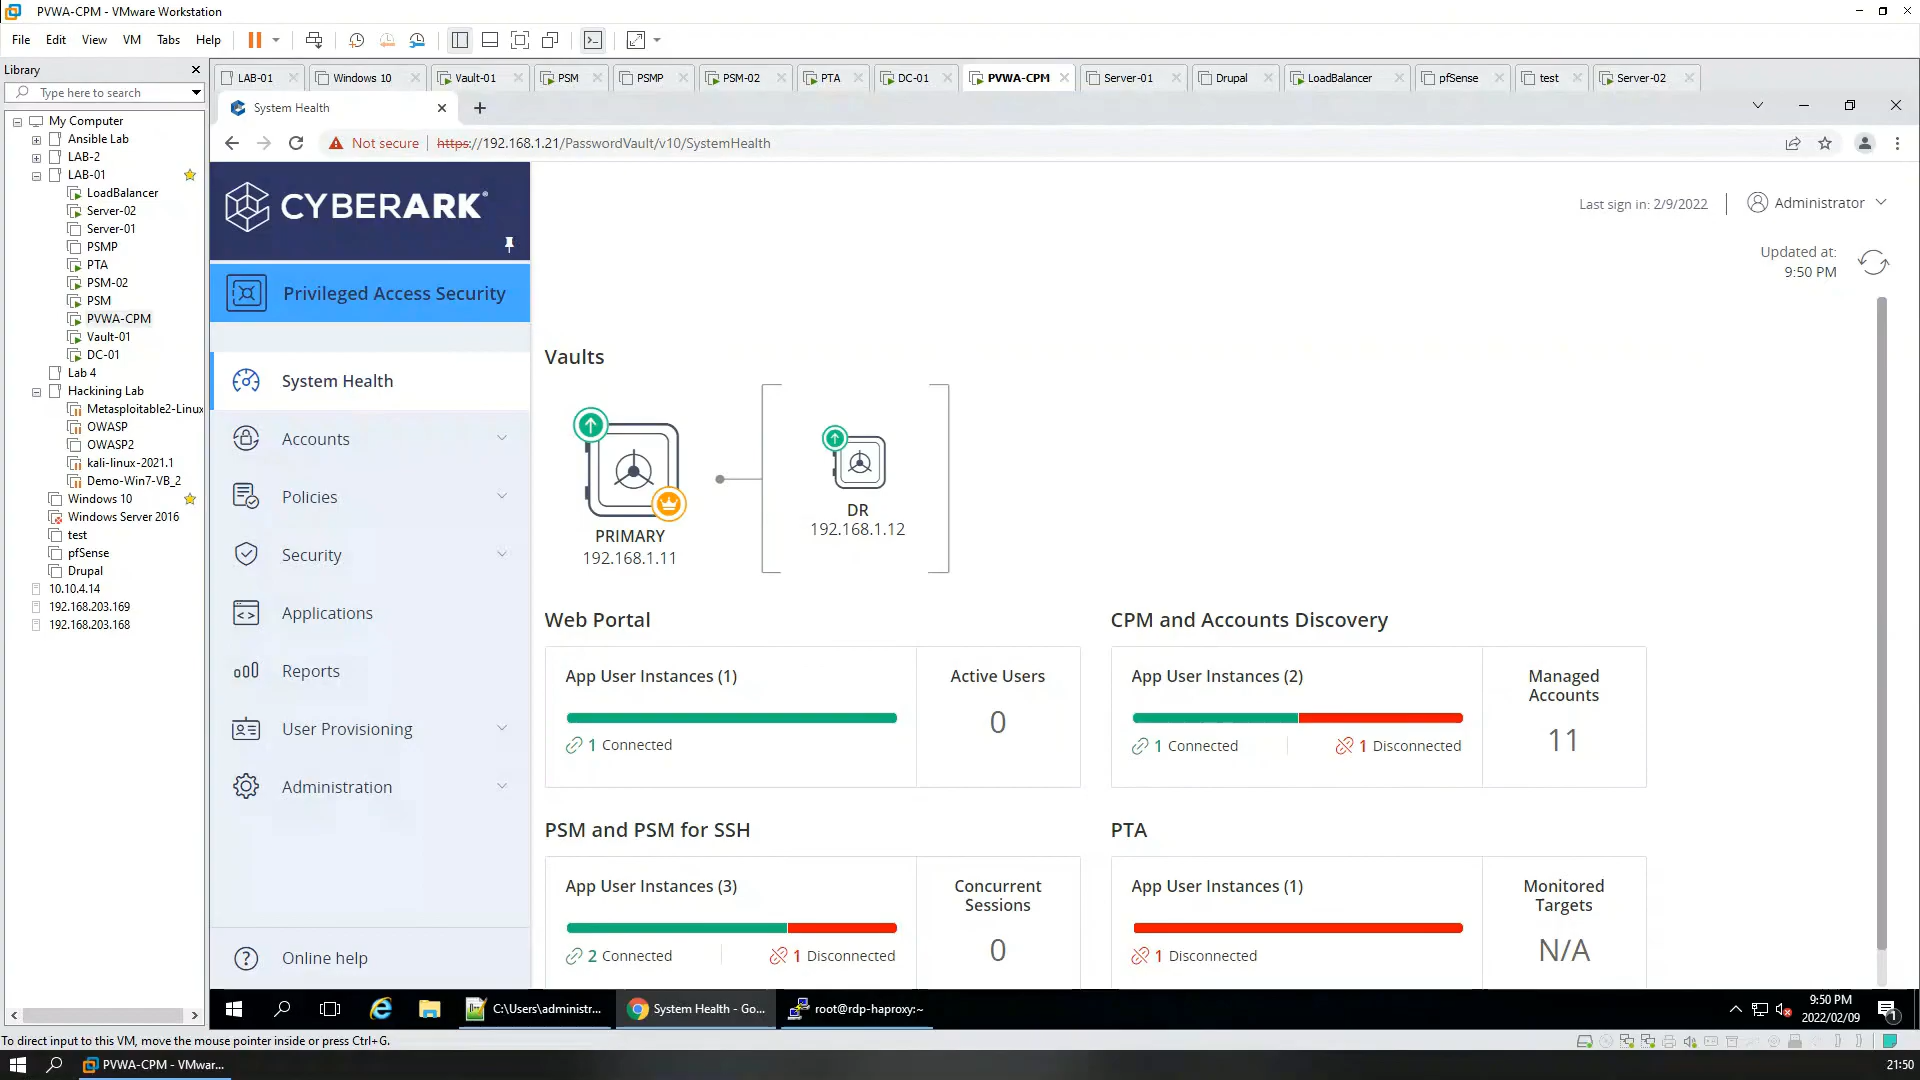 PVWA-CPM - VMware Workstation
File Edit View VM Tabs Help
Library
Type here to search
My Computer
Ansible Lab
LAB-2
LAB-01
LoadBalancer
Server-02
Server-01
PSMP
PTA
PSM-02
PSM
PVWA-CPM
Vault-01
DC-01
Lab 4
Hackining Lab
Metasploitable2-Linux
OWASP
OWASP2
kali-linux-2021.1
Demo-Win7-VB_2
Windows 10
Windows Server 2016
test
pfSense
Drupal
10.10.4.14
192.168.203.169
192.168.203.168
LAB-01 Windows 10 Vault-01 PSM PSMP PSM-02 PTA DC-01 PVWA-CPM Server-01 Drupal LoadBalancer pfSense test Server-02
System Health
Not secure https://192.168.1.21/PasswordVault/v10/SystemHealth
CYBERARK®
Privileged Access Security
System Health
Accounts
Policies
Security
Applications
Reports
User Provisioning
Administration
Online help
Last sign in: 2/9/2022 Administrator
Updated at:
9:50 PM
Vaults
PRIMARY
192.168.1.11
DR
192.168.1.12
Web Portal
App User Instances (1)
1 Connected
Active Users
0
CPM and Accounts Discovery
App User Instances (2)
1 Connected 1 Disconnected
Managed
Accounts
11
PSM and PSM for SSH
App User Instances (3)
2 Connected 1 Disconnected
Concurrent
Sessions
0
PTA
App User Instances (1)
1 Disconnected
Monitored
Targets
N/A
C:\Users\administr... System Health - Go... root@rdp-haproxy:~
9:50 PM
2022/02/09
1
To direct input to this VM, move the mouse pointer inside or press Ctrl+G.
PVWA-CPM - VMwar...
21:50